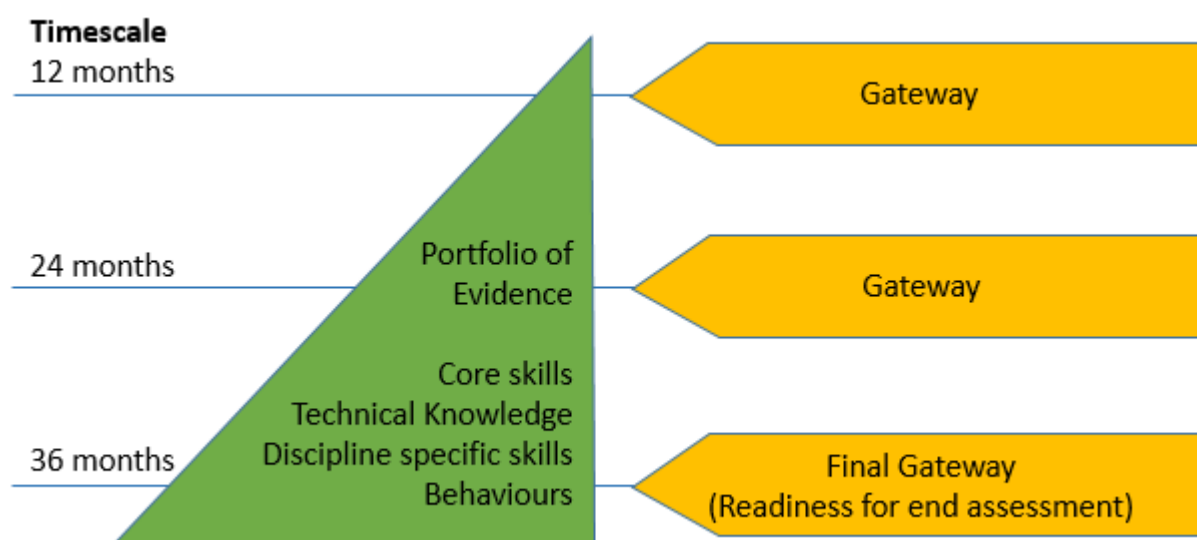 Timescale
12 months
Gateway
Portfolio of
Evidence
24 months
Gateway
Core skills
Technical Knowledge
Discipline specific skills
Behaviours
36 months
Final Gateway
(Readiness for end assessment)